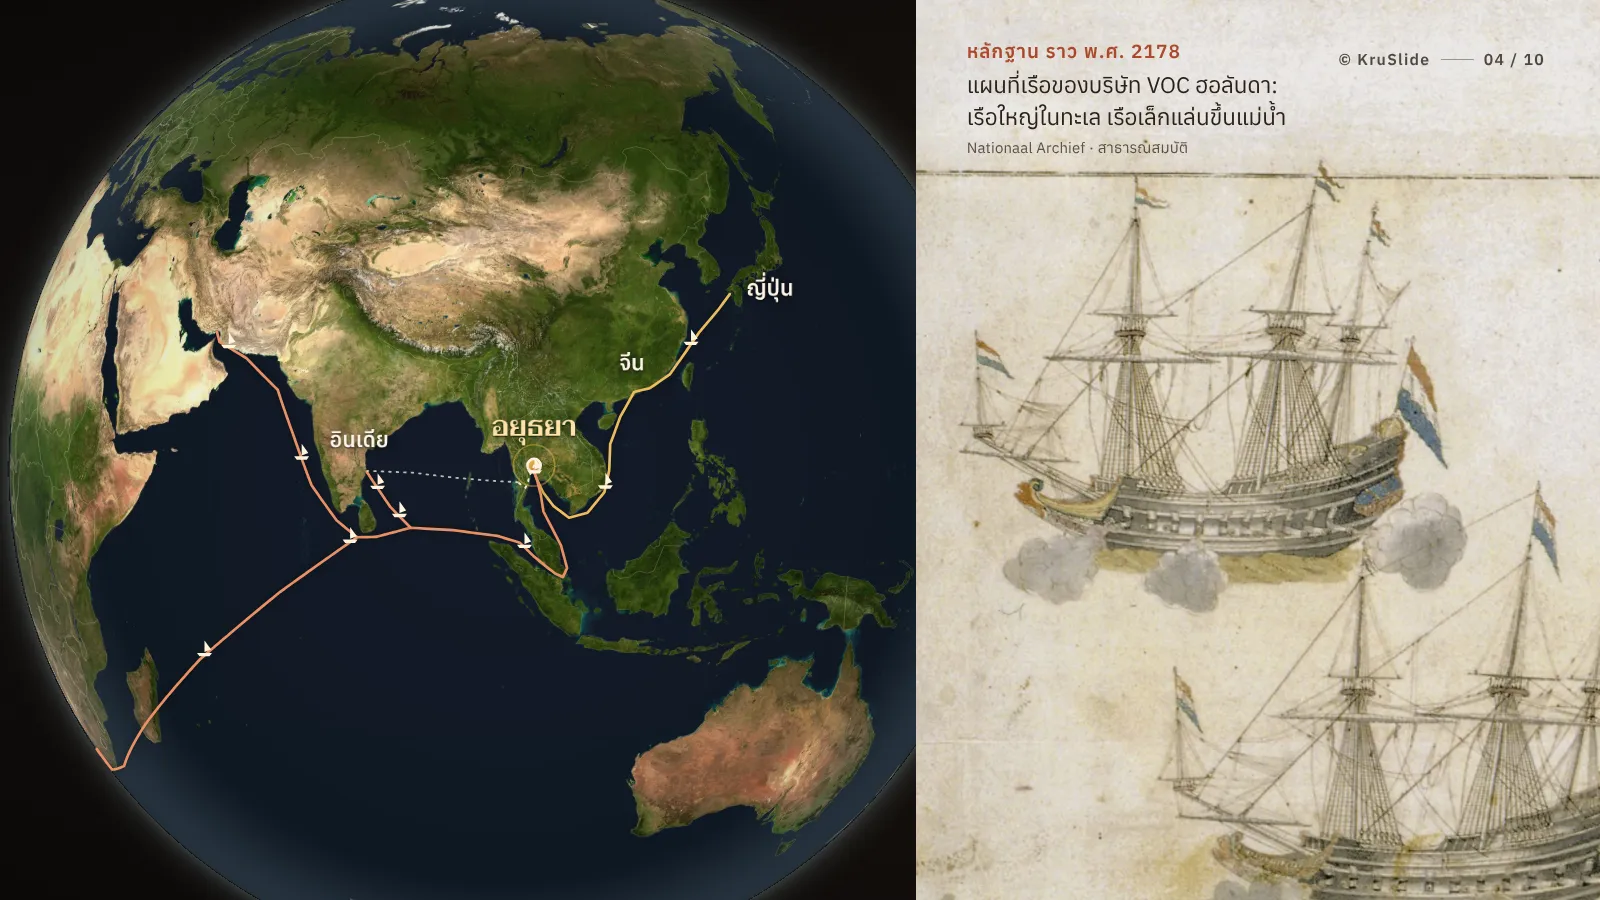 หลักฐาน ราว พ.ศ. 2178
© KruSlide 04 / 10
แผนที่เรือของบริษัท VOC ฮอลันดา:
เรือใหญ่ในทะเล เรือเล็กแล่นขึ้นแม่น้ำ
Nationaal Archief · สาธารณสมบัติ
ญี่ปุ่น
จีน
อยุธยา
อินเดีย